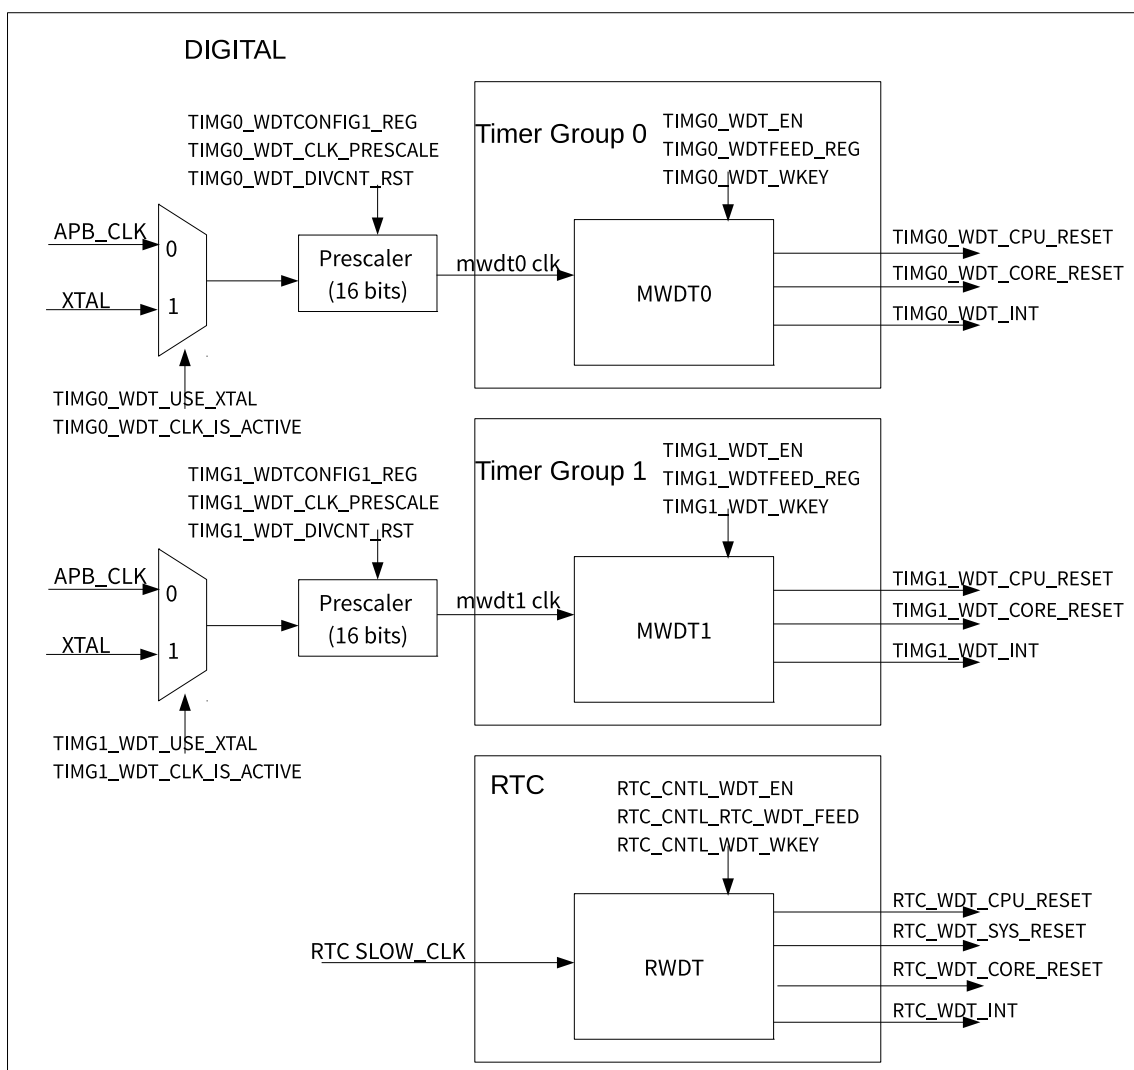 DIGITAL
TIMG0_WDTCONFIG1_REG
TIMG0_WDT_CLK_PRESCALE
TIMG0_WDT_DIVCNT_RST
Timer Group 0
TIMG0_WDT_EN
TIMG0_WDTFEED_REG
TIMG0_WDT_WKEY
APB_CLK
0
XTAL
1
Prescaler
(16 bits)
mwdt0 clk
MWDT0
TIMG0_WDT_CPU_RESET
TIMG0_WDT_CORE_RESET
TIMG0_WDT_INT
TIMG0_WDT_USE_XTAL
TIMG0_WDT_CLK_IS_ACTIVE
TIMG1_WDTCONFIG1_REG
TIMG1_WDT_CLK_PRESCALE
TIMG1_WDT_DIVCNT_RST
Timer Group 1
TIMG1_WDT_EN
TIMG1_WDTFEED_REG
TIMG1_WDT_WKEY
APB_CLK
0
XTAL
1
Prescaler
(16 bits)
mwdt1 clk
MWDT1
TIMG1_WDT_CPU_RESET
TIMG1_WDT_CORE_RESET
TIMG1_WDT_INT
TIMG1_WDT_USE_XTAL
TIMG1_WDT_CLK_IS_ACTIVE
RTC
RTC_CNTL_WDT_EN
RTC_CNTL_RTC_WDT_FEED
RTC_CNTL_WDT_WKEY
RTC SLOW_CLK
RWDT
RTC_WDT_CPU_RESET
RTC_WDT_SYS_RESET
RTC_WDT_CORE_RESET
RTC_WDT_INT